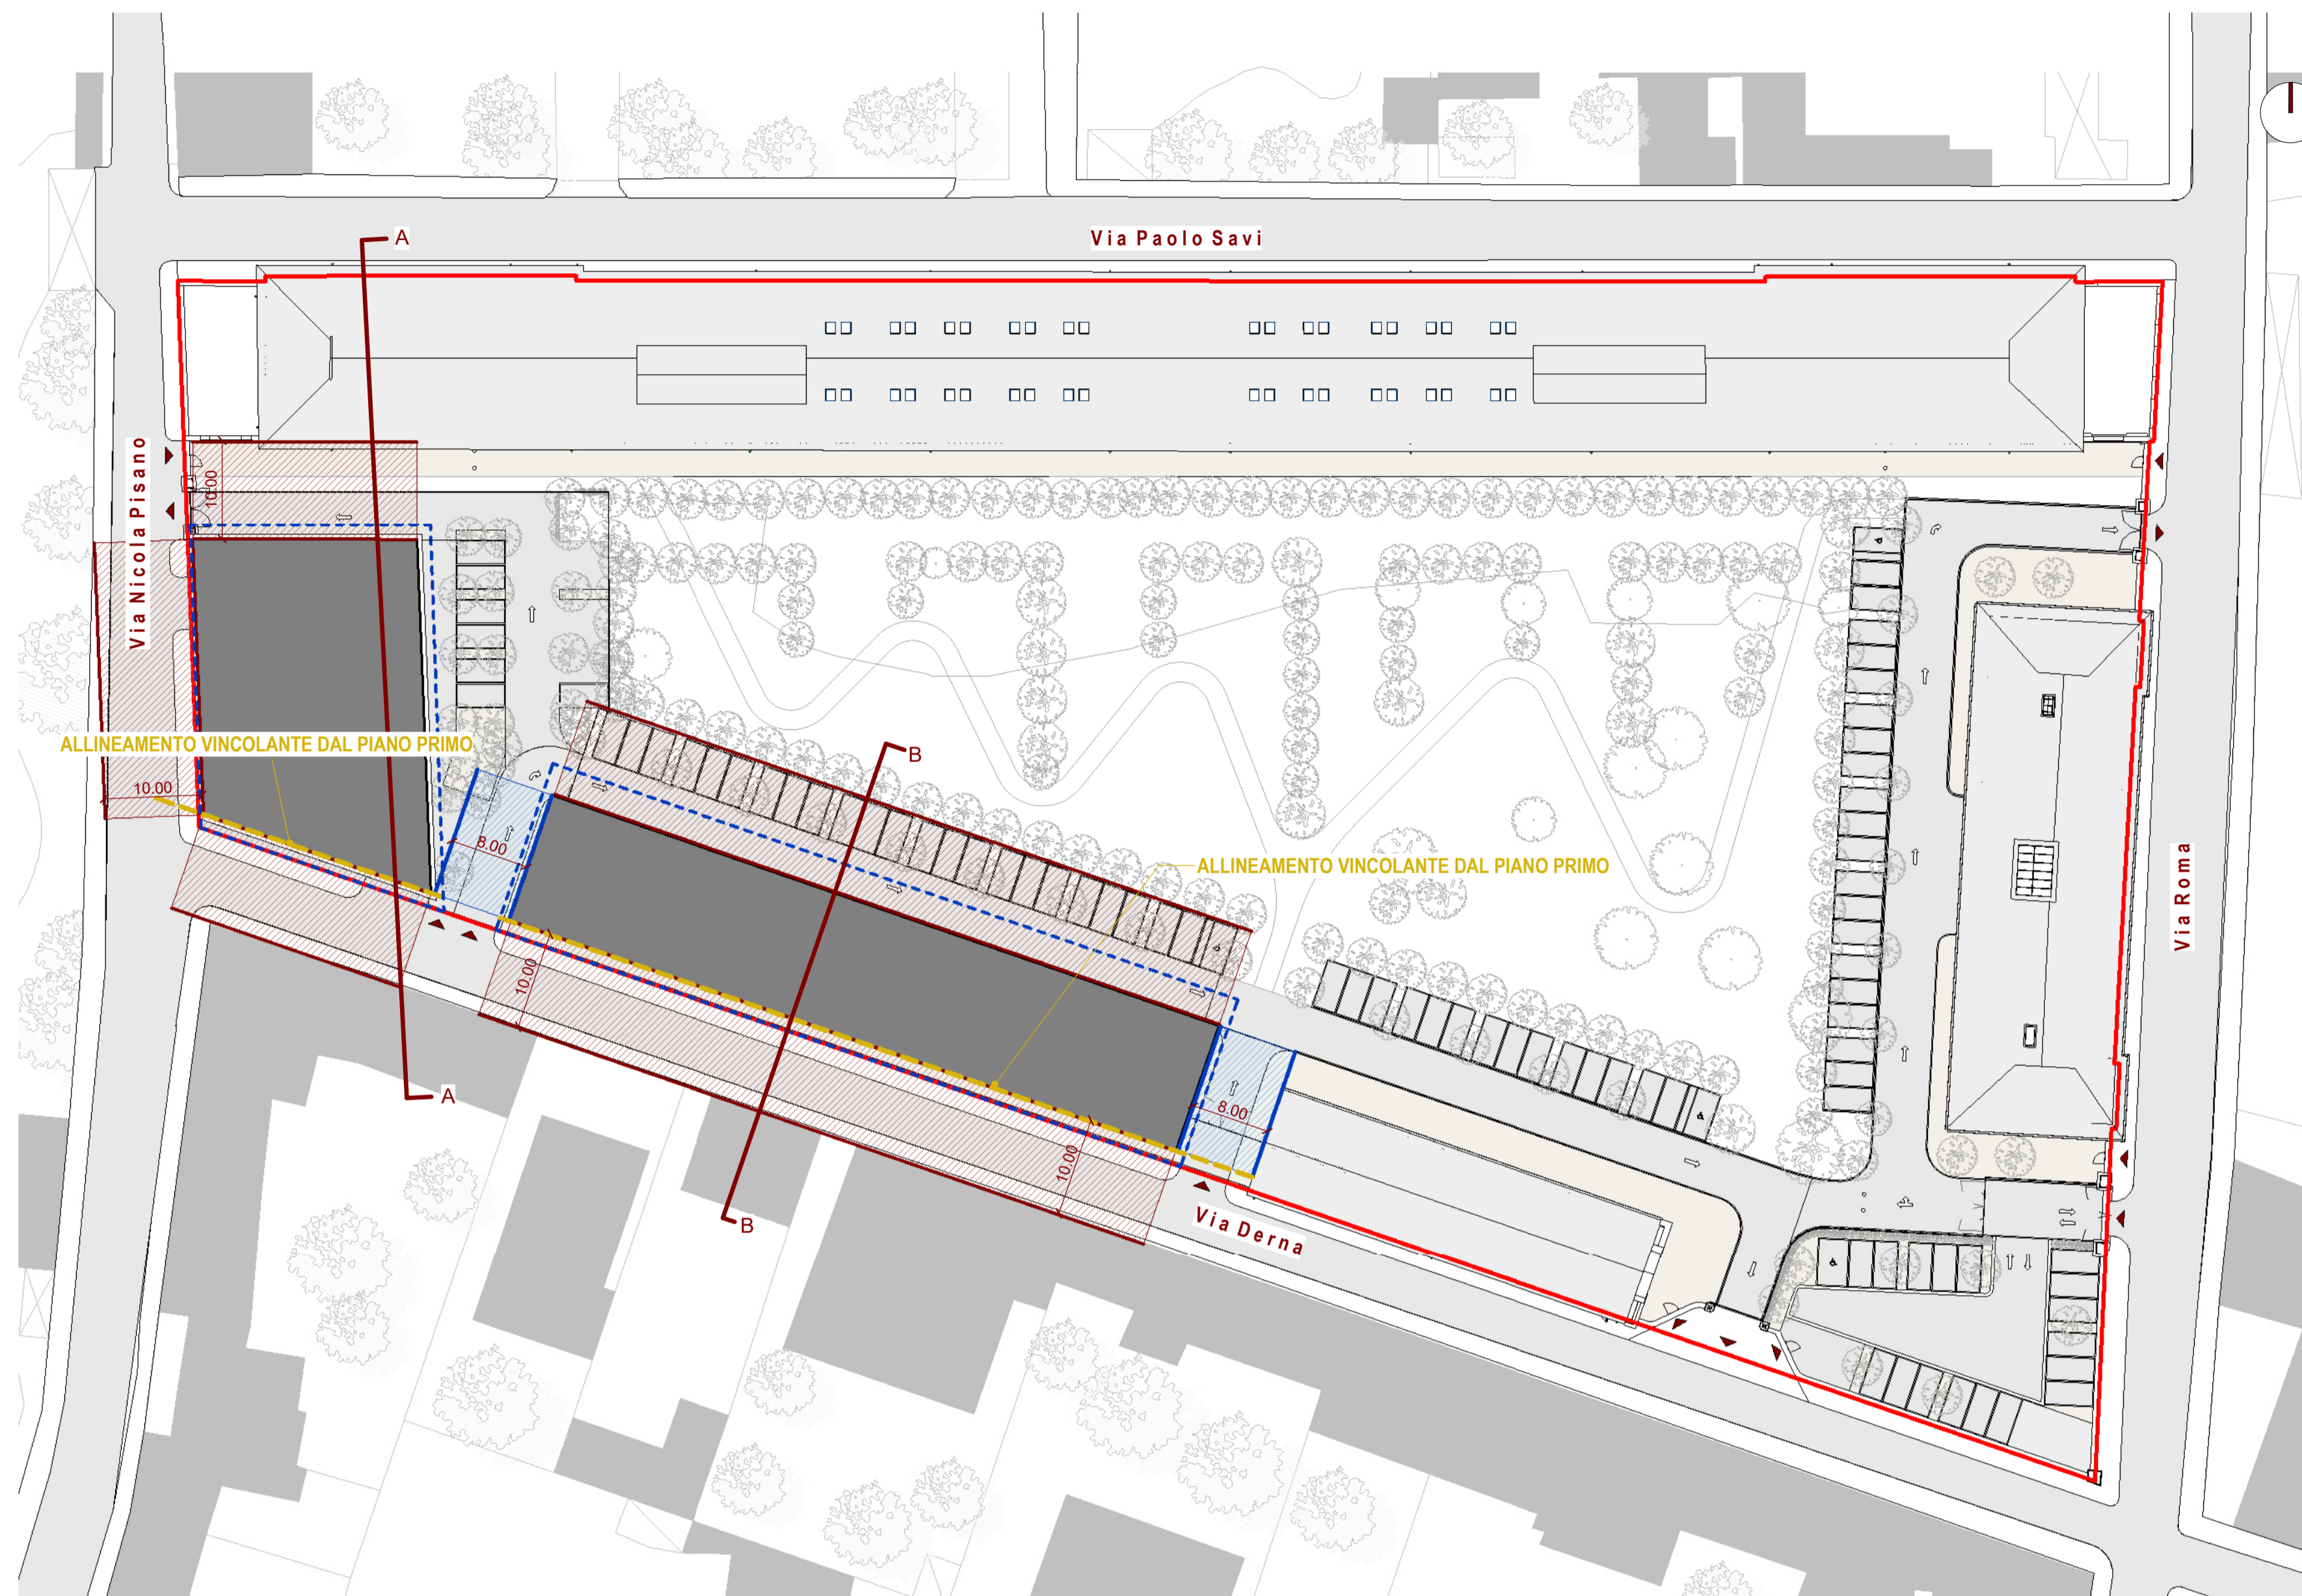 A
Via Paolo Savi
Via Nicola Pisano
10.00
ALLINEAMENTO VINCOLANTE DAL PIANO PRIMO
B
10.00
8.00
ALLINEAMENTO VINCOLANTE DAL PIANO PRIMO
Via Roma
10.00
A
8.00
10.00
B
Via Derna